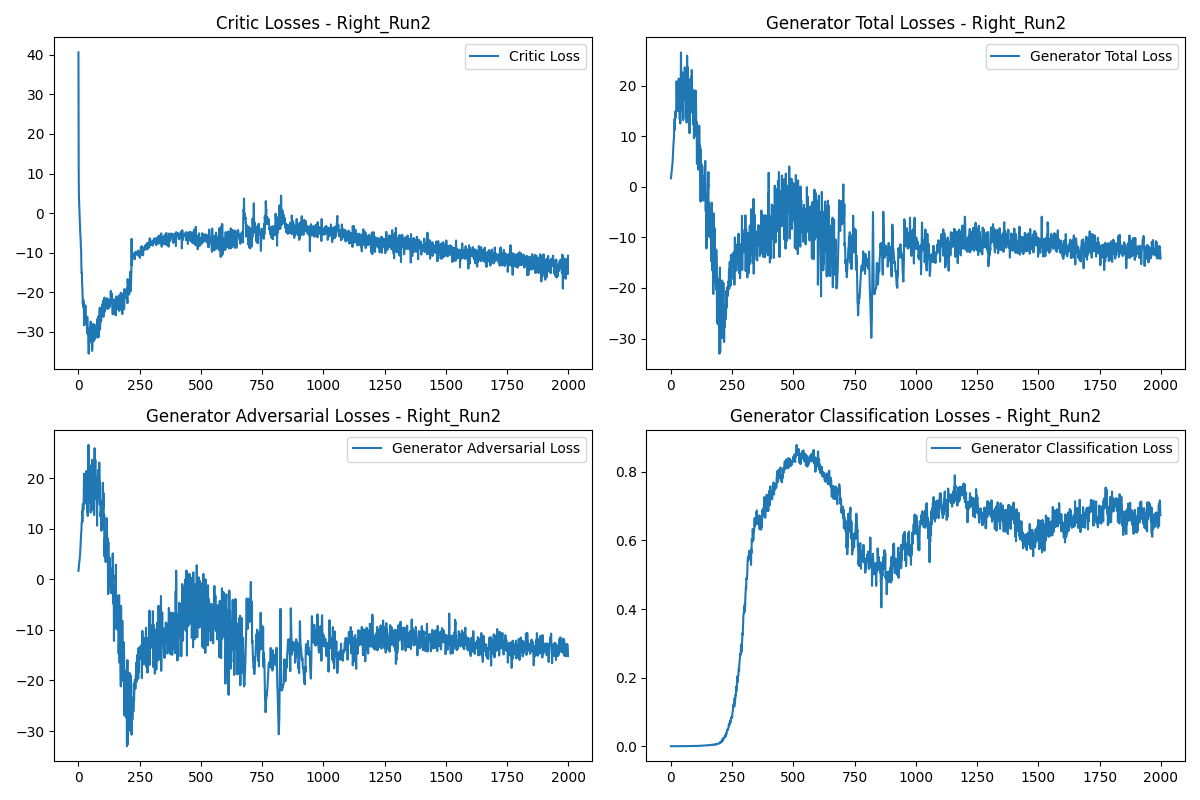 Critic Losses - Right_Run2
Critic Loss
40
30
20
10
0
−10
−20
−30
0 250 500 750 1000 1250 1500 1750 2000
Generator Total Losses - Right_Run2
Generator Total Loss
20
10
0
−10
−20
−30
0 250 500 750 1000 1250 1500 1750 2000
Generator Adversarial Losses - Right_Run2
Generator Adversarial Loss
20
10
0
−10
−20
−30
0 250 500 750 1000 1250 1500 1750 2000
Generator Classification Losses - Right_Run2
Generator Classification Loss
0.8
0.6
0.4
0.2
0.0
0 250 500 750 1000 1250 1500 1750 2000